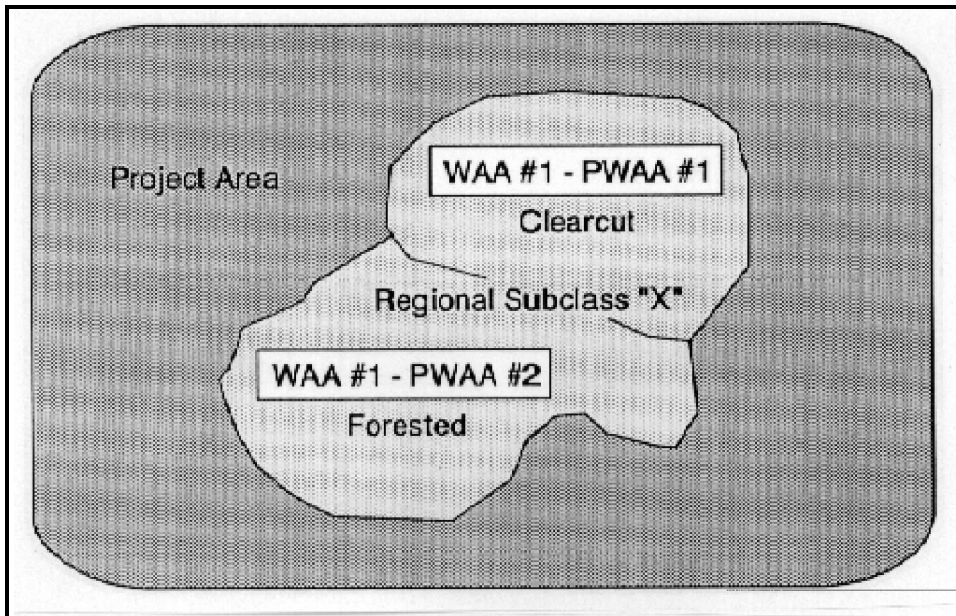 Project Area
WAA #1 - PWAA #1
Clearcut
Regional Subclass "X"
WAA #1 - PWAA #2
Forested